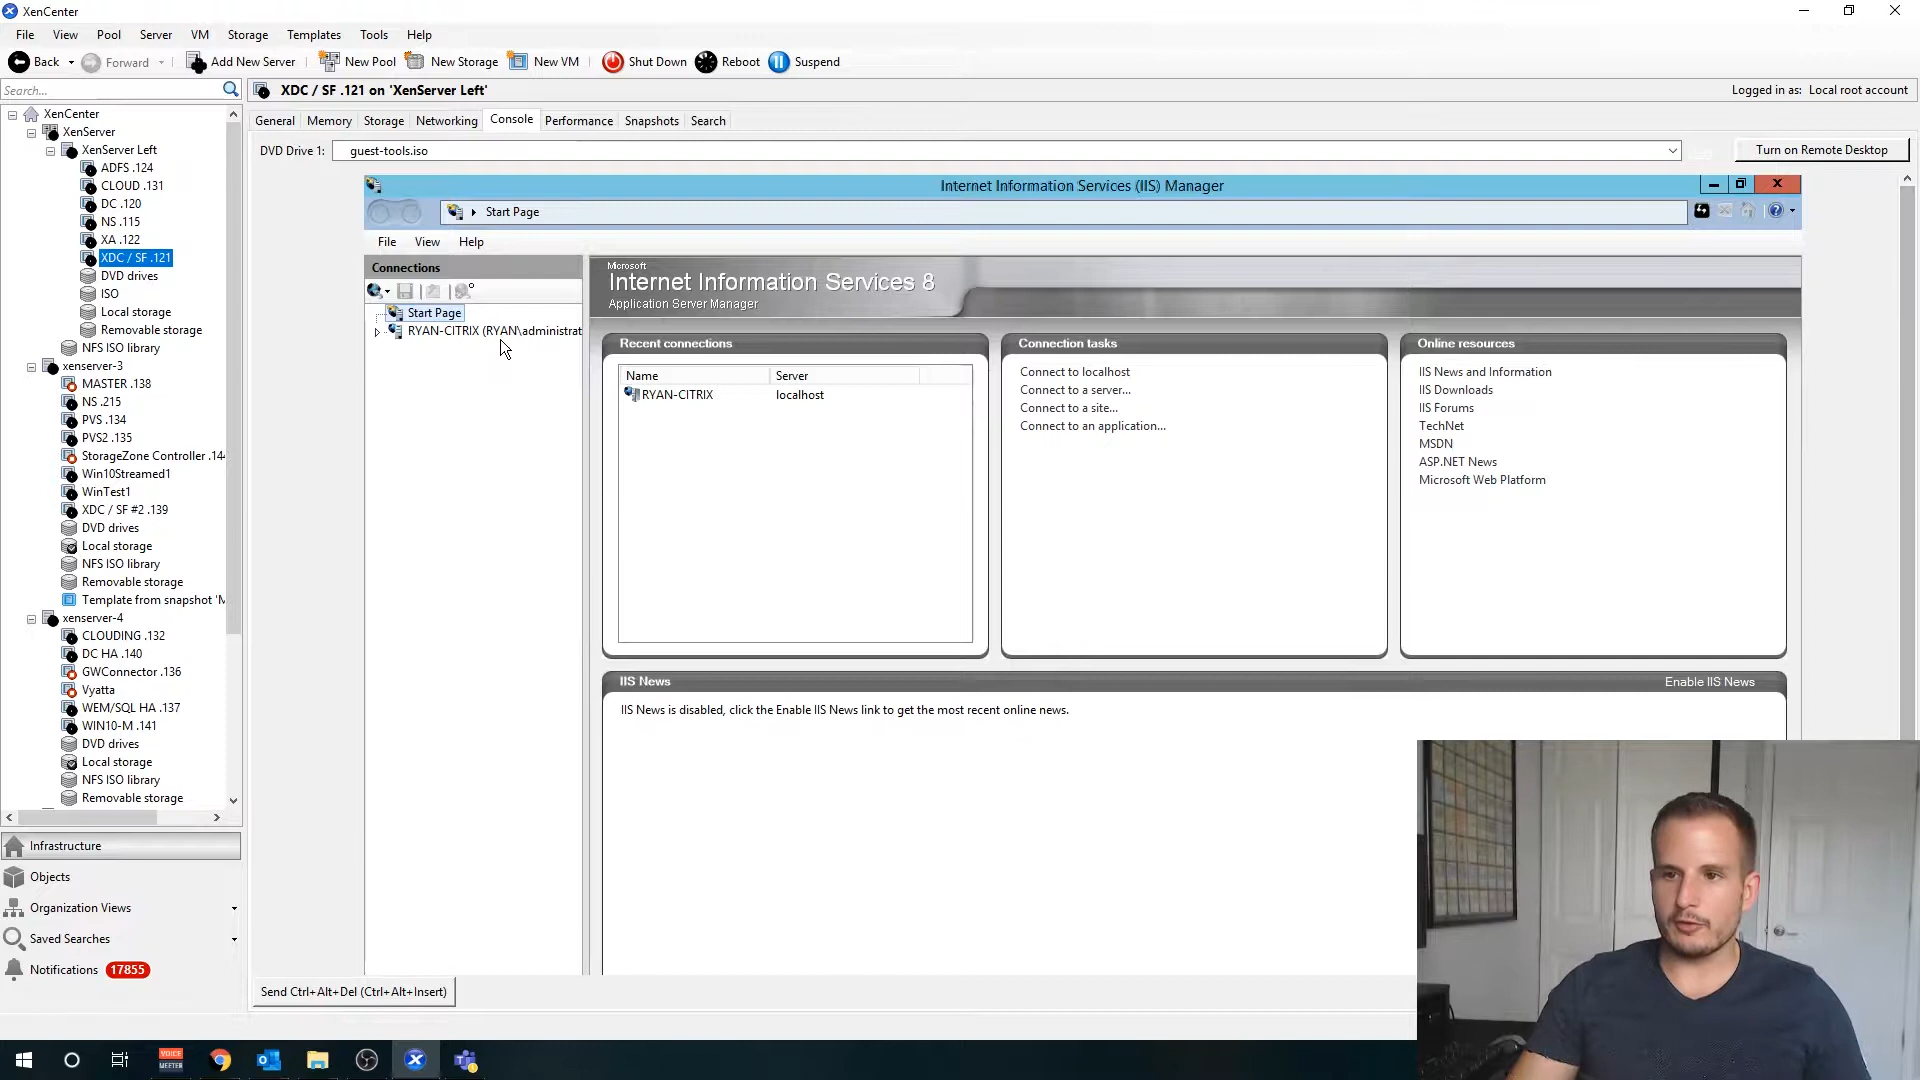 XenCenter
File View Pool Server VM Storage Templates Tools Help
Back Forward Add New Server New Pool New Storage New VM Shut Down Reboot Suspend
Search...
XDC / SF .121 on 'XenServer Left'
Logged in as: Local root account
General Memory Storage Networking Console Performance Snapshots Search
DVD Drive 1: guest-tools.iso
Turn on Remote Desktop
XenCenter
XenServer
XenServer Left
ADFS .124
CLOUD .131
DC .120
NS .115
XA .122
XDC / SF .121
DVD drives
ISO
Local storage
Removable storage
NFS ISO library
xenserver-3
MASTER .138
NS .215
PVS .134
PVS2 .135
StorageZone Controller .144
Win10Streamed1
WinTest1
XDC / SF #2 .139
DVD drives
Local storage
NFS ISO library
Removable storage
Template from snapshot 'M
xenserver-4
CLOUDING .132
DC HA .140
GWConnector .136
Vyatta
WEM/SQL HA .137
WIN10-M .141
DVD drives
Local storage
NFS ISO library
Removable storage
Infrastructure
Objects
Organization Views
Saved Searches
Notifications 17855
Internet Information Services (IIS) Manager
Start Page
File View Help
Connections
Start Page
RYAN-CITRIX (RYAN\administrat
Microsoft
Internet Information Services 8
Application Server Manager
Recent connections
Name Server
RYAN-CITRIX localhost
Connection tasks
Connect to localhost
Connect to a server...
Connect to a site...
Connect to an application...
Online resources
IIS News and Information
IIS Downloads
IIS Forums
TechNet
MSDN
ASP.NET News
Microsoft Web Platform
IIS News
Enable IIS News
IIS News is disabled, click the Enable IIS News link to get the most recent online news.
Send Ctrl+Alt+Del (Ctrl+Alt+Insert)
VOICE
MEETER